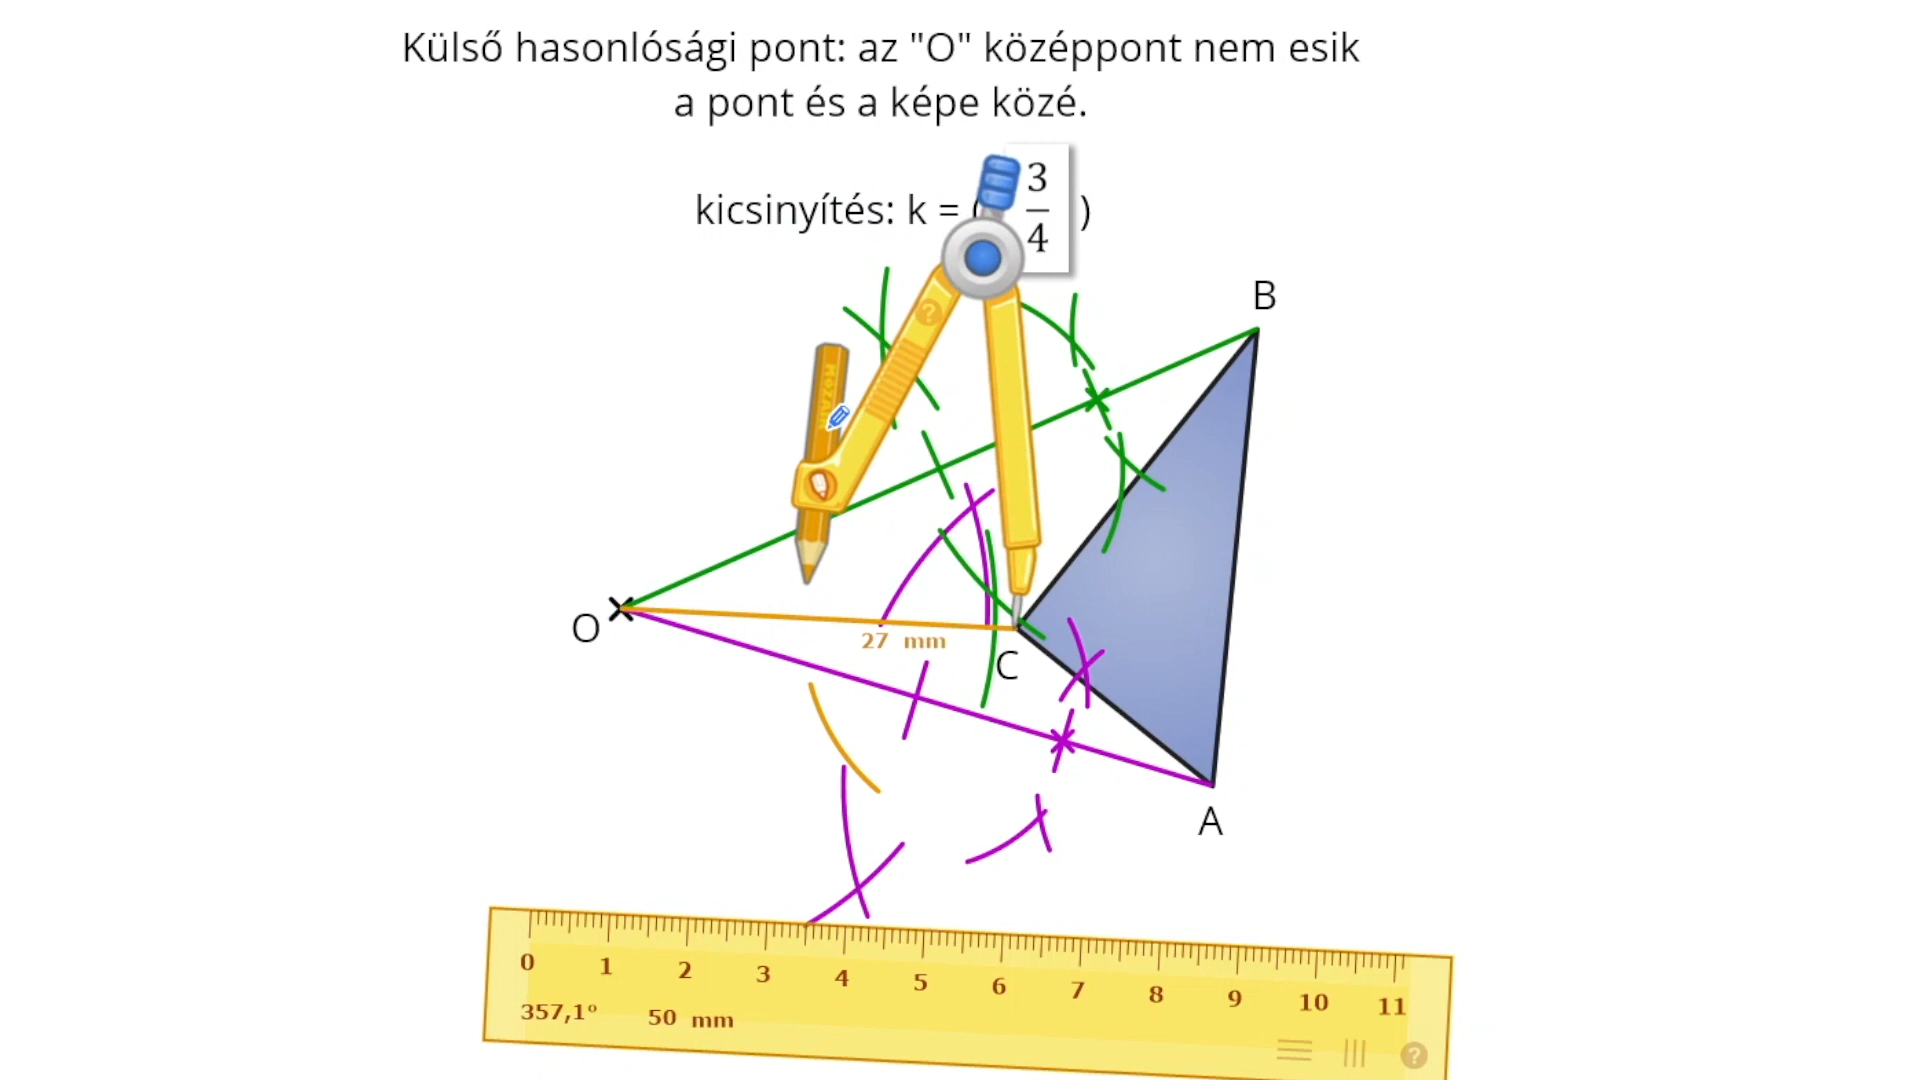 Külső hasonlósági pont: az "O" középpont nem esik
a pont és a képe közé.
kicsinyítés: k = ( 3/4 )
B
O
27 mm
C
A
0 1 2 3 4 5 6 7 8 9 10 11
357,1° 50 mm